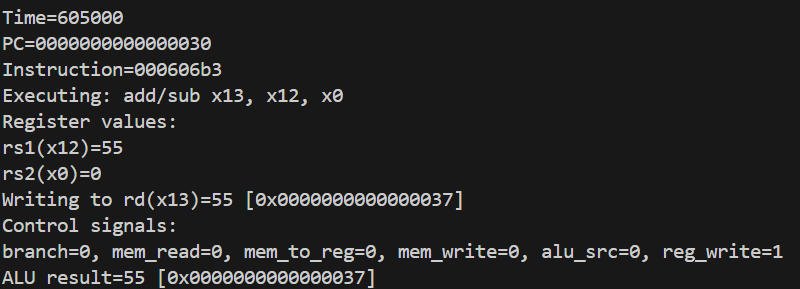 Time=605000
PC=0000000000000030
Instruction=000606b3
Executing: add/sub x13, x12, x0
Register values:
rs1(x12)=55
rs2(x0)=0
Writing to rd(x13)=55 [0x0000000000000037]
Control signals:
branch=0, mem_read=0, mem_to_reg=0, mem_write=0, alu_src=0, reg_write=1
ALU result=55 [0x0000000000000037]